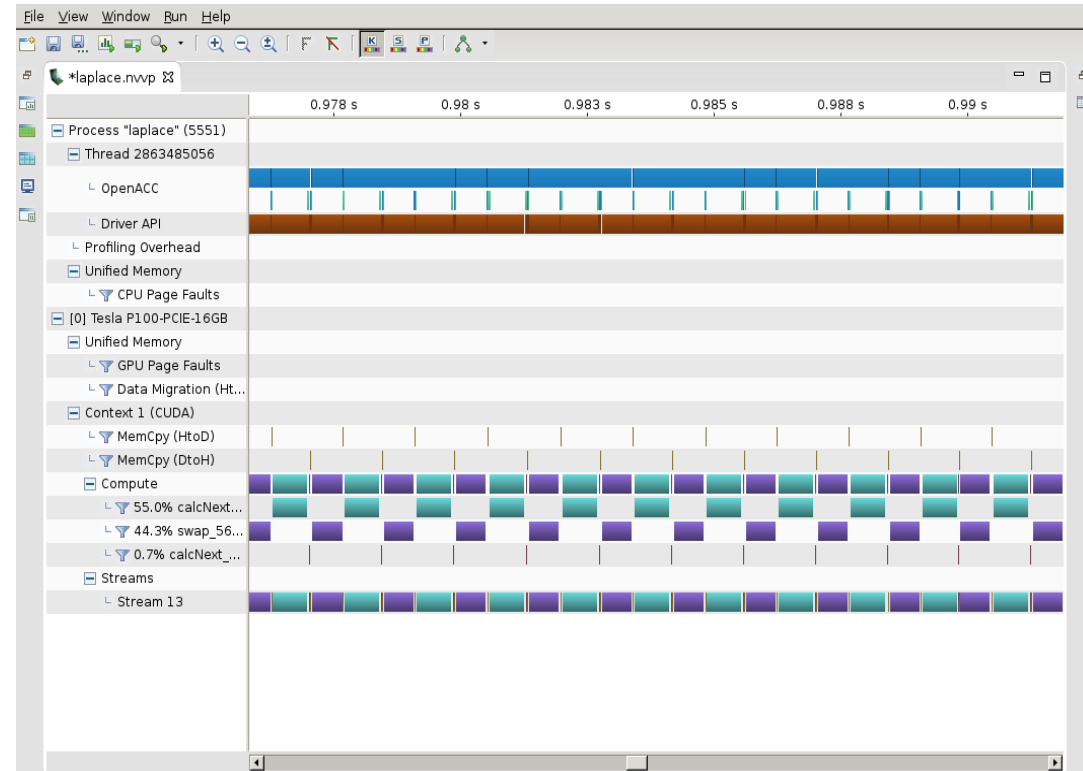 File View Window Run Help
K S P
*laplace.nvvp
0.978 s 0.98 s 0.983 s 0.985 s 0.988 s 0.99 s
Process "laplace" (5551)
Thread 2863485056
OpenACC
Driver API
Profiling Overhead
Unified Memory
CPU Page Faults
[0] Tesla P100-PCIE-16GB
Unified Memory
GPU Page Faults
Data Migration (Ht...
Context 1 (CUDA)
MemCpy (HtoD)
MemCpy (DtoH)
Compute
55.0% calcNext...
44.3% swap_56...
0.7% calcNext_...
Streams
Stream 13